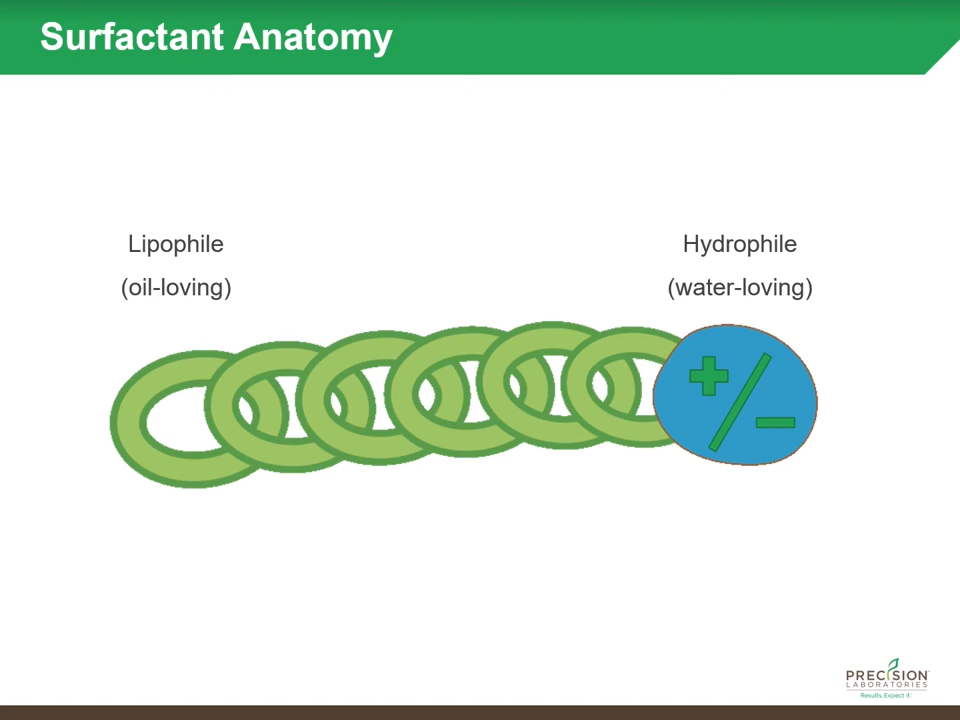 Surfactant Anatomy
Lipophile
(oil-loving)
Hydrophile
(water-loving)
+/−
PRECISION
LABORATORIES
Results. Expect it.